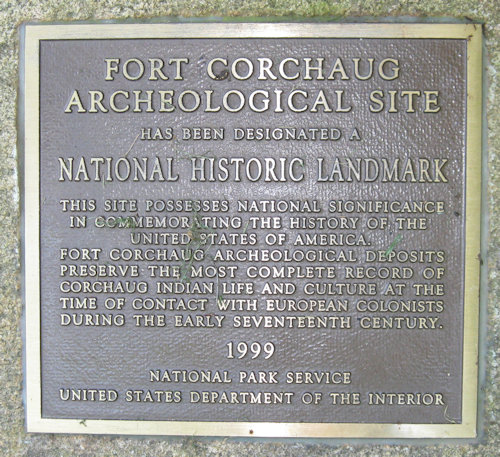 FORT CORCHAUG
ARCHEOLOGICAL SITE
HAS BEEN DESIGNATED A
NATIONAL HISTORIC LANDMARK
THIS SITE POSSESSES NATIONAL SIGNIFICANCE
IN COMMEMORATING THE HISTORY OF THE
UNITED STATES OF AMERICA.
FORT CORCHAUG ARCHEOLOGICAL DEPOSITS
PRESERVE THE MOST COMPLETE RECORD OF
CORCHAUG INDIAN LIFE AND CULTURE AT THE
TIME OF CONTACT WITH EUROPEAN COLONISTS
DURING THE EARLY SEVENTEENTH CENTURY.
1999
NATIONAL PARK SERVICE
UNITED STATES DEPARTMENT OF THE INTERIOR